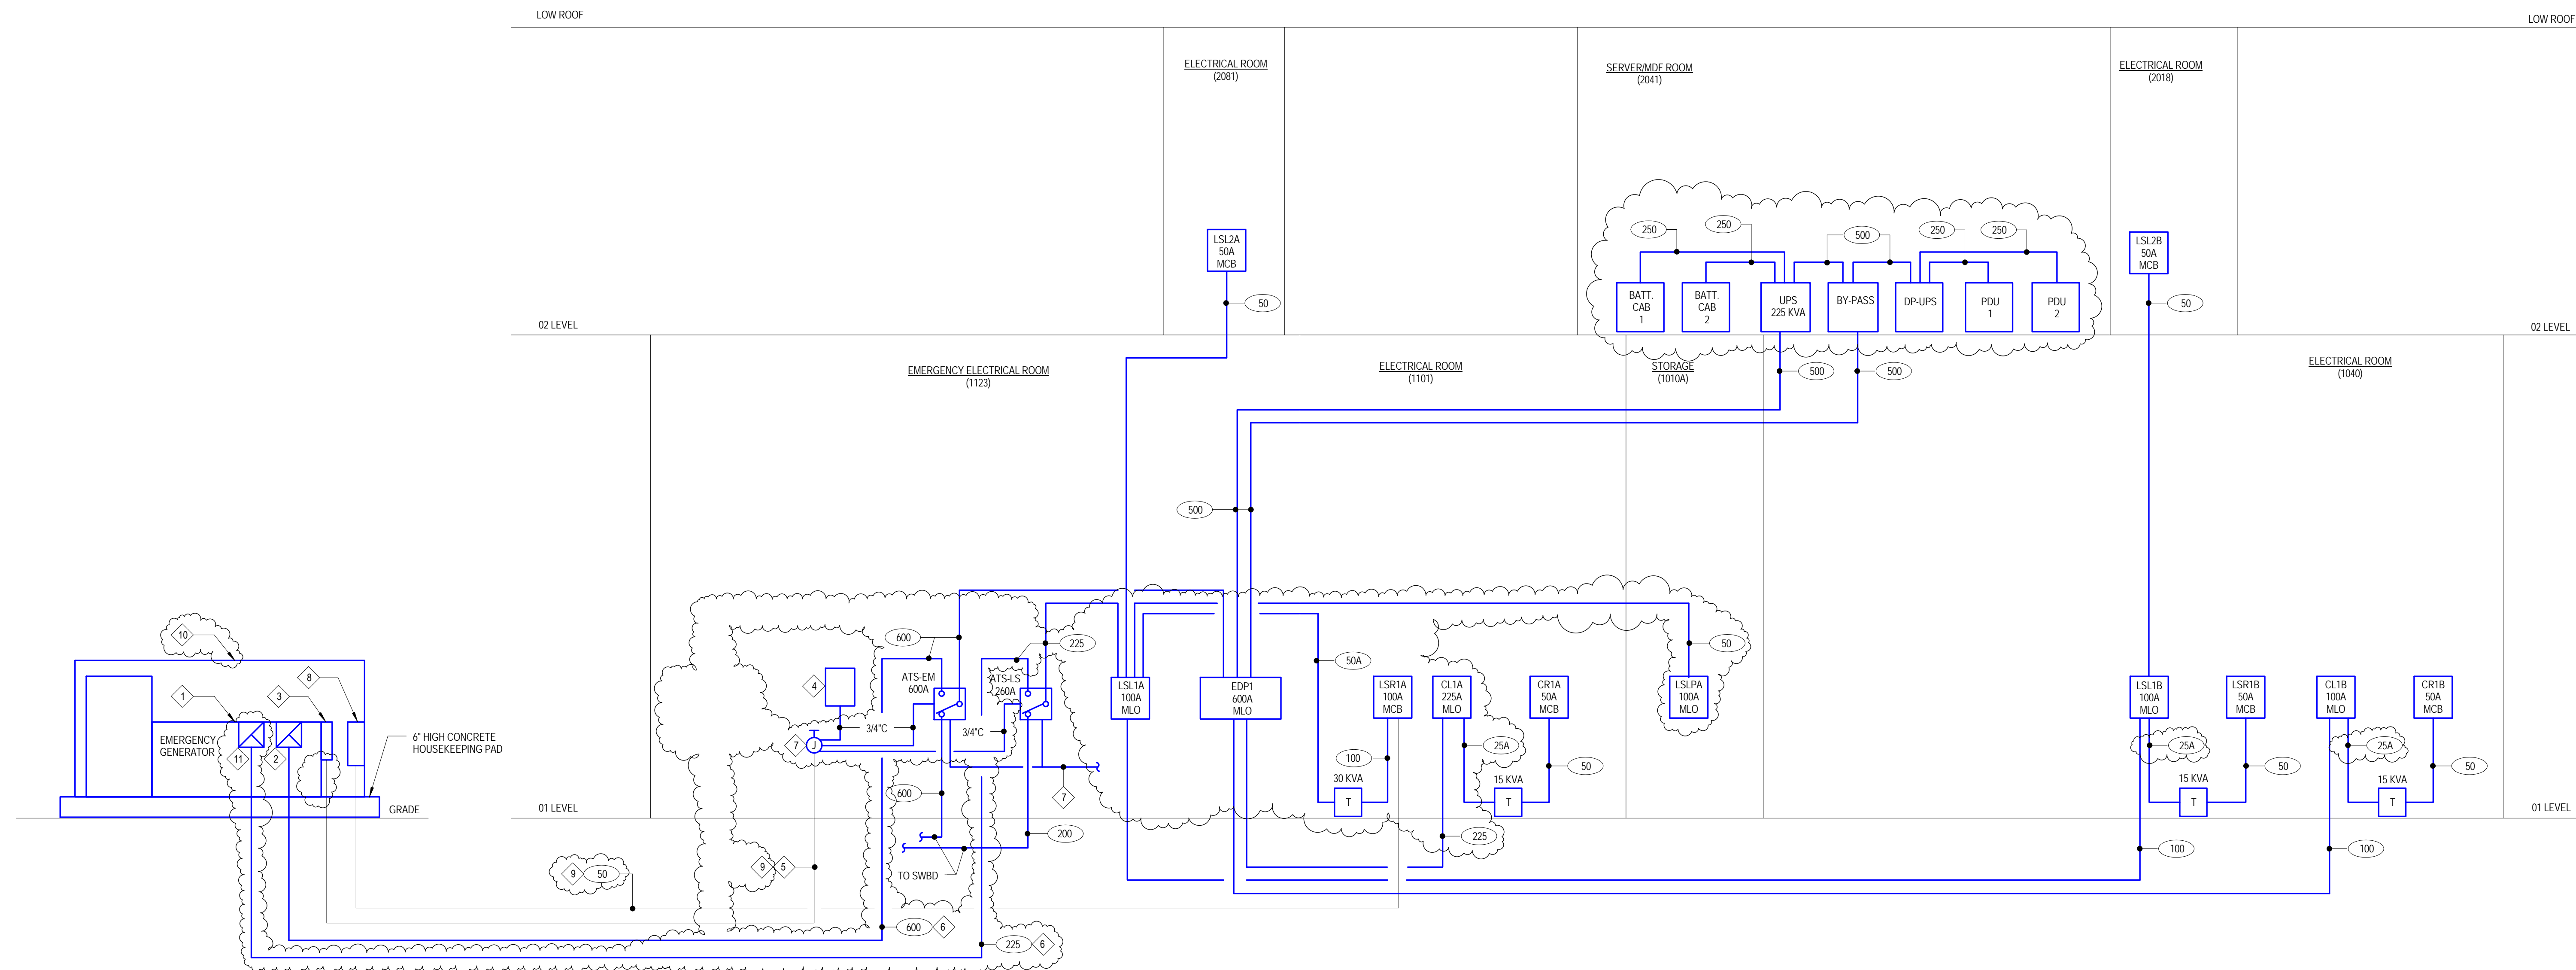 LOW ROOF
LOW ROOF
ELECTRICAL ROOM
(2081)
SERVER/MDF ROOM
(2041)
ELECTRICAL ROOM
(2018)
250
250
500
250
250
LSL2A
50A
MCB
50
BATT.
CAB
1
BATT.
CAB
2
UPS
225 KVA
BY-PASS
DP-UPS
PDU
1
PDU
2
LSL2B
50A
MCB
50
02 LEVEL
02 LEVEL
EMERGENCY ELECTRICAL ROOM
(1123)
ELECTRICAL ROOM
(1101)
STORAGE
(1010A)
500
500
ELECTRICAL ROOM
(1040)
500
10
1
3
8
EMERGENCY
GENERATOR
11
2
6" HIGH CONCRETE
HOUSEKEEPING PAD
GRADE
600
225
4
ATS-EM
600A
ATS-LS
260A
3/4"C
3/4"C
7
J
7
600
LSL1A
100A
MLO
EDP1
600A
MLO
50A
LSR1A
100A
MCB
CL1A
225A
MLO
CR1A
50A
MCB
50
LSLPA
100A
MLO
100
30 KVA
T
25A
15 KVA
T
50
LSL1B
100A
MLO
LSR1B
50A
MCB
CL1B
100A
MLO
CR1B
50A
MCB
25A
15 KVA
T
50
25A
15 KVA
T
50
01 LEVEL
01 LEVEL
200
225
100
100
TO SWBD
9
50
9
5
600
6
225
6